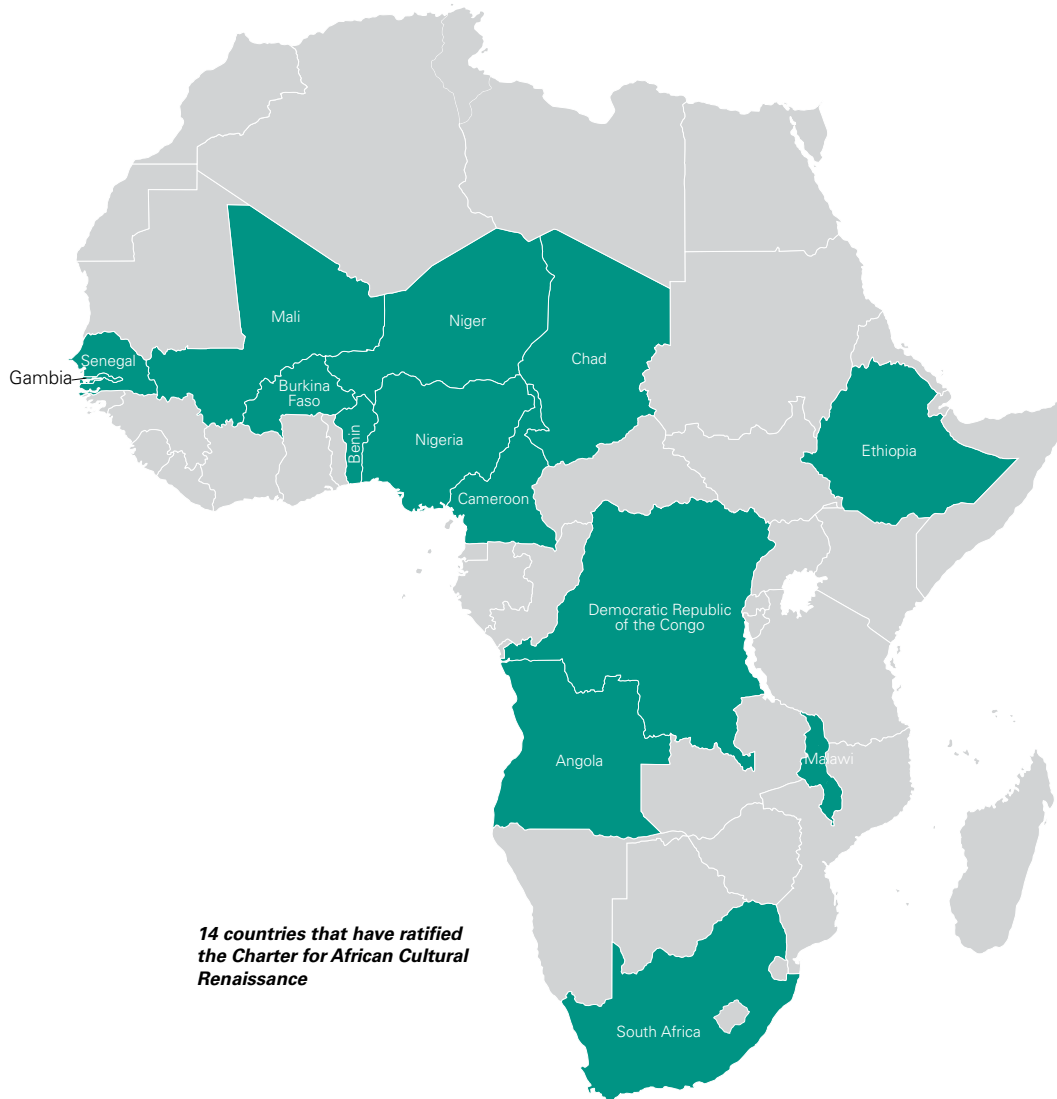 Mali
Niger
Chad
Senegal
Gambia
Burkina
Faso
Benin
Nigeria
Ethiopia
Cameroon
Democratic Republic
of the Congo
Angola
Malawi
14 countries that have ratified
the Charter for African Cultural
Renaissance
South Africa